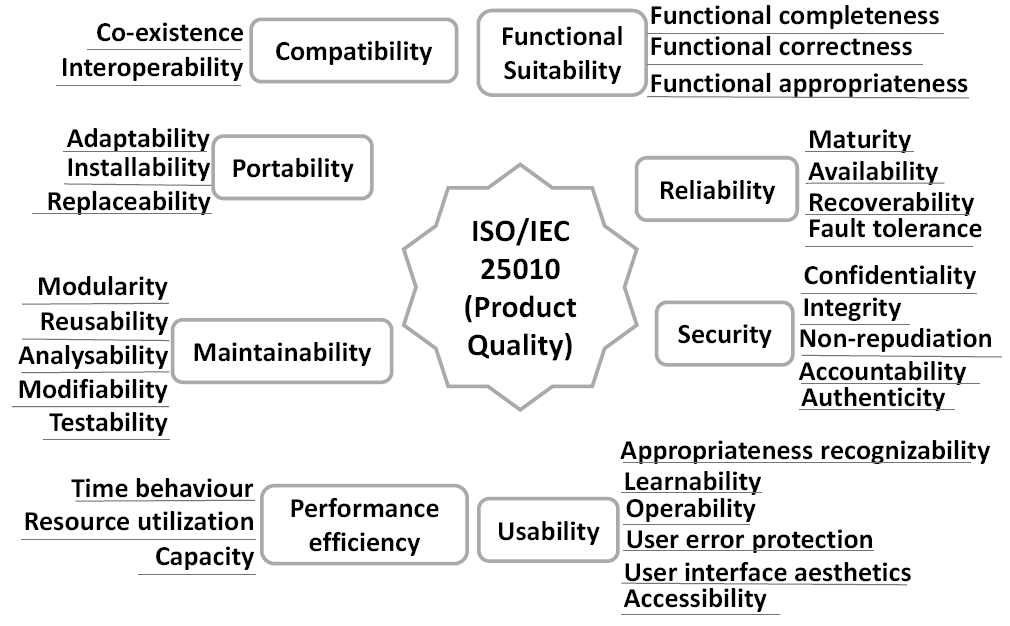 Co-existence
Interoperability
Compatibility
Functional
Suitability
Functional completeness
Functional correctness
Functional appropriateness
Adaptability
Installability
Replaceability
Portability
Reliability
Maturity
Availability
Recoverability
Fault tolerance
ISO/IEC
25010
(Product
Quality)
Modularity
Reusability
Analysability
Modifiability
Testability
Maintainability
Security
Confidentiality
Integrity
Non-repudiation
Accountability
Authenticity
Time behaviour
Resource utilization
Capacity
Performance
efficiency
Usability
Appropriateness recognizability
Learnability
Operability
User error protection
User interface aesthetics
Accessibility